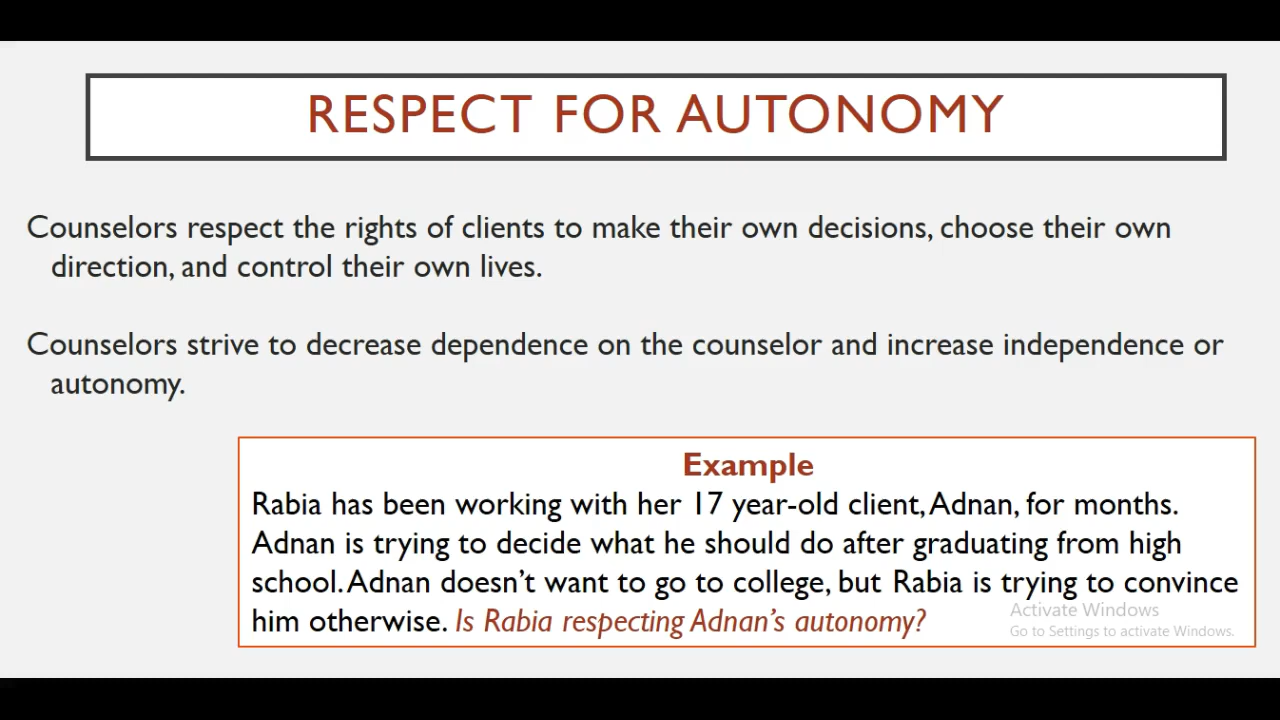 RESPECT FOR AUTONOMY
Counselors respect the rights of clients to make their own decisions, choose their own
direction, and control their own lives.
Counselors strive to decrease dependence on the counselor and increase independence or
autonomy.
Example
Rabia has been working with her 17 year-old client, Adnan, for months.
Adnan is trying to decide what he should do after graduating from high
school. Adnan doesn't want to go to college, but Rabia is trying to convince
him otherwise. Is Rabia respecting Adnan's autonomy?
Activate Windows
Go to Settings to activate Windows.